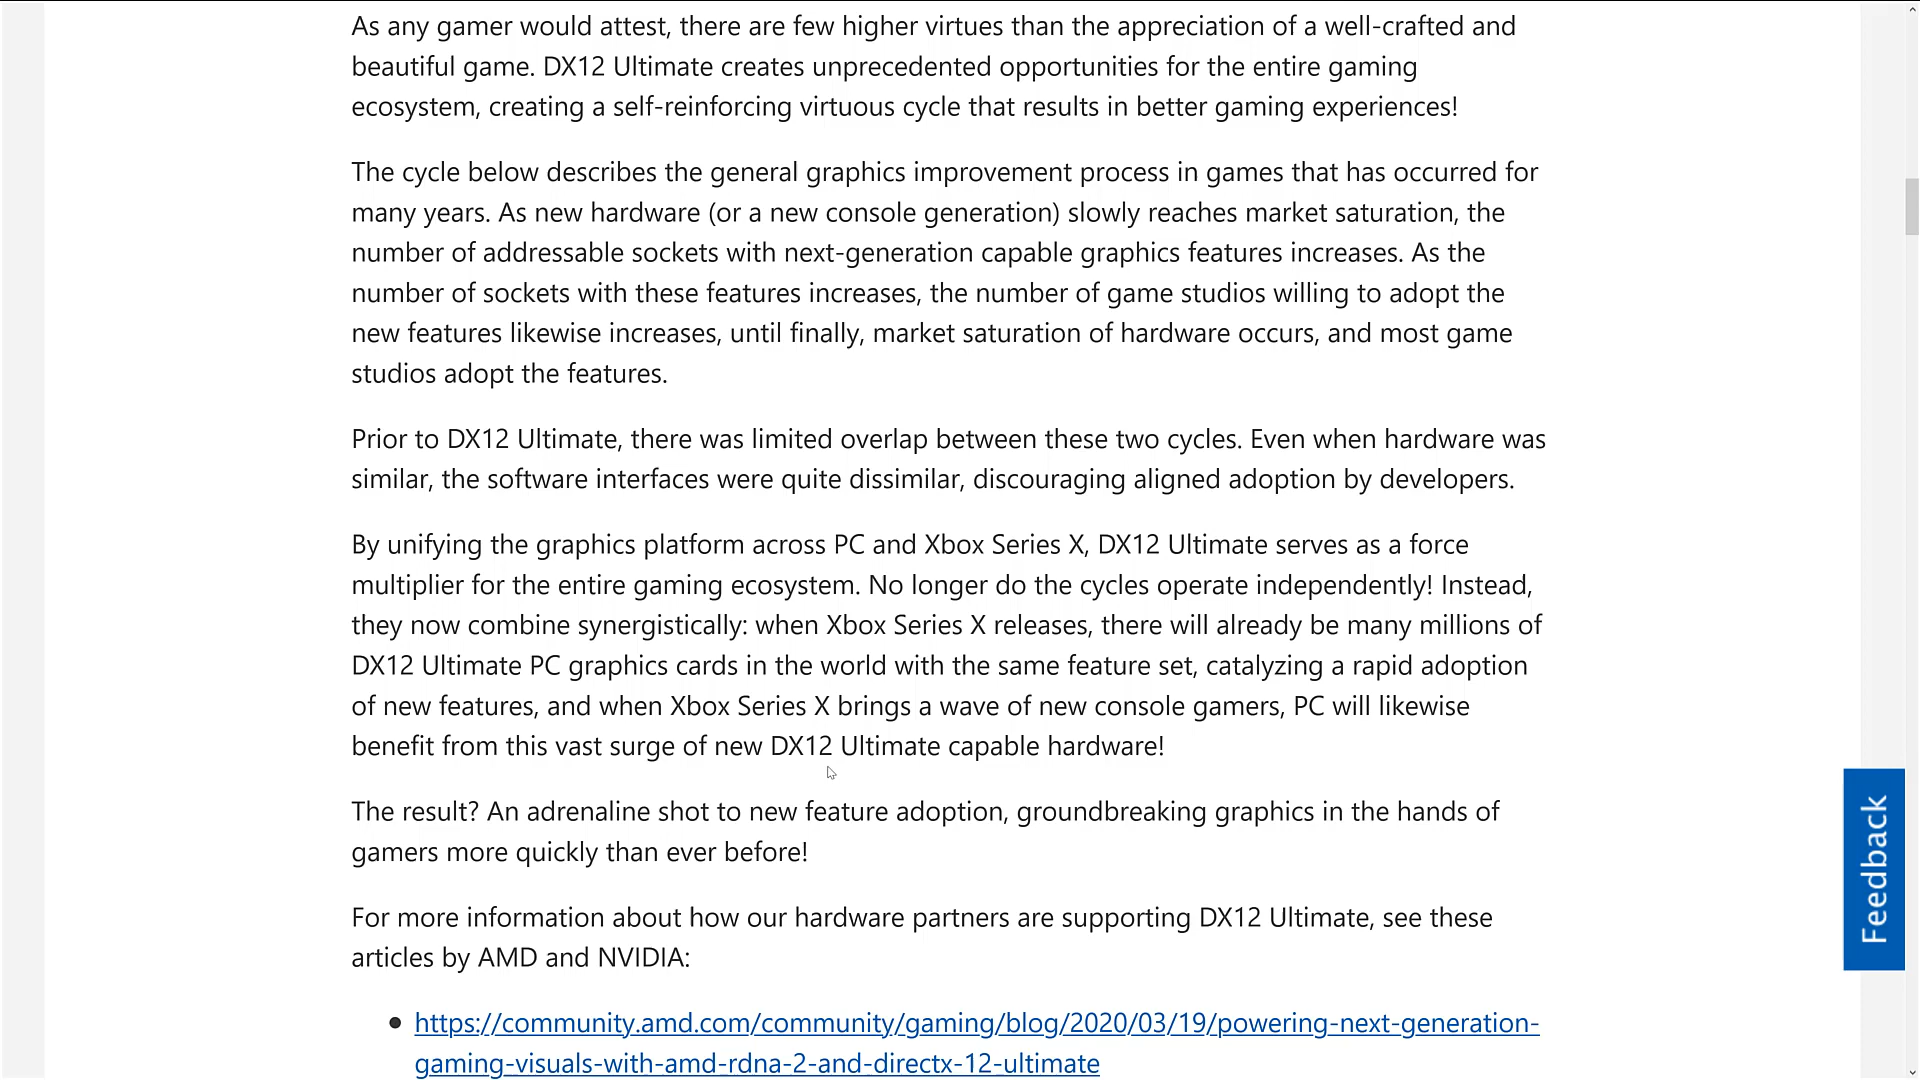 As any gamer would attest, there are few higher virtues than the appreciation of a well-crafted and
beautiful game. DX12 Ultimate creates unprecedented opportunities for the entire gaming
ecosystem, creating a self-reinforcing virtuous cycle that results in better gaming experiences!
The cycle below describes the general graphics improvement process in games that has occurred for
many years. As new hardware (or a new console generation) slowly reaches market saturation, the
number of addressable sockets with next-generation capable graphics features increases. As the
number of sockets with these features increases, the number of game studios willing to adopt the
new features likewise increases, until finally, market saturation of hardware occurs, and most game
studios adopt the features.
Prior to DX12 Ultimate, there was limited overlap between these two cycles. Even when hardware was
similar, the software interfaces were quite dissimilar, discouraging aligned adoption by developers.
By unifying the graphics platform across PC and Xbox Series X, DX12 Ultimate serves as a force
multiplier for the entire gaming ecosystem. No longer do the cycles operate independently! Instead,
they now combine synergistically: when Xbox Series X releases, there will already be many millions of
DX12 Ultimate PC graphics cards in the world with the same feature set, catalyzing a rapid adoption
of new features, and when Xbox Series X brings a wave of new console gamers, PC will likewise
benefit from this vast surge of new DX12 Ultimate capable hardware!
The result? An adrenaline shot to new feature adoption, groundbreaking graphics in the hands of
gamers more quickly than ever before!
For more information about how our hardware partners are supporting DX12 Ultimate, see these
articles by AMD and NVIDIA:
• https://community.amd.com/community/gaming/blog/2020/03/19/powering-next-generation-
gaming-visuals-with-amd-rdna-2-and-directx-12-ultimate
Feedback